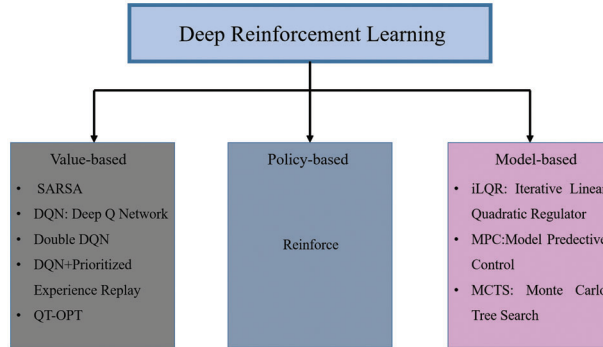 Deep Reinforcement Learning
Value-based
• SARSA
• DQN: Deep Q Network
• Double DQN
• DQN+Prioritized
Experience Replay
• QT-OPT
Policy-based
Reinforce
Model-based
• iLQR: Iterative Linear
Quadratic Regulator
• MPC:Model Predective
Control
• MCTS: Monte Carlo
Tree Search